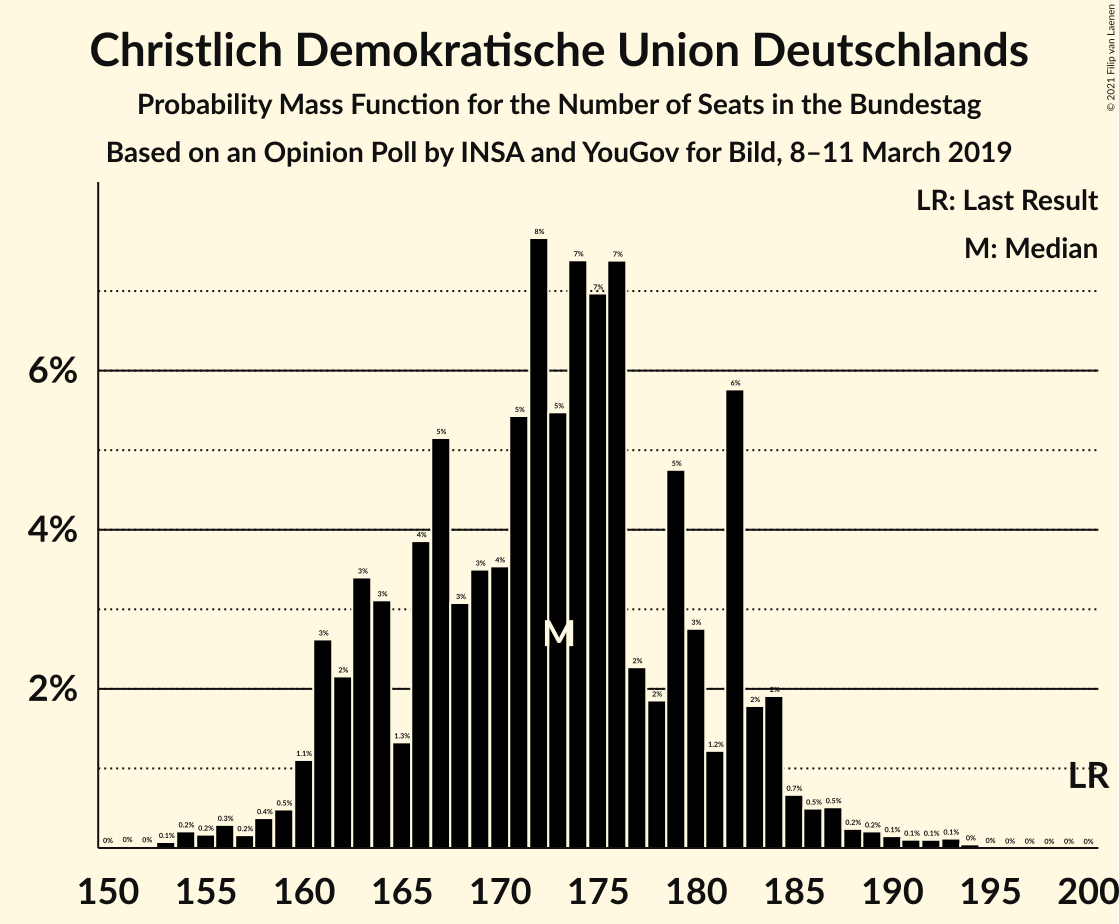 Christlich Demokratische Union Deutschlands
© 2021 Filip van Laenen
Probability Mass Function for the Number of Seats in the Bundestag
Based on an Opinion Poll by INSA and YouGov for Bild, 8–11 March 2019
LR: Last Result
M: Median
6%
4%
2%
0% 0% 0% 0.1% 0.2% 0.2% 0.3% 0.2% 0.4% 0.5% 1.1% 3% 2% 3% 3% 1.3% 4% 5% 3% 3% 4% 5% 8% 5% 7% 7% 7% 2% 2% 5% 3% 1.2% 6% 2% 2% 0.7% 0.5% 0.5% 0.2% 0.2% 0.1% 0.1% 0.1% 0.1% 0% 0% 0% 0% 0% 0% 0%
M
LR
150 155 160 165 170 175 180 185 190 195 200